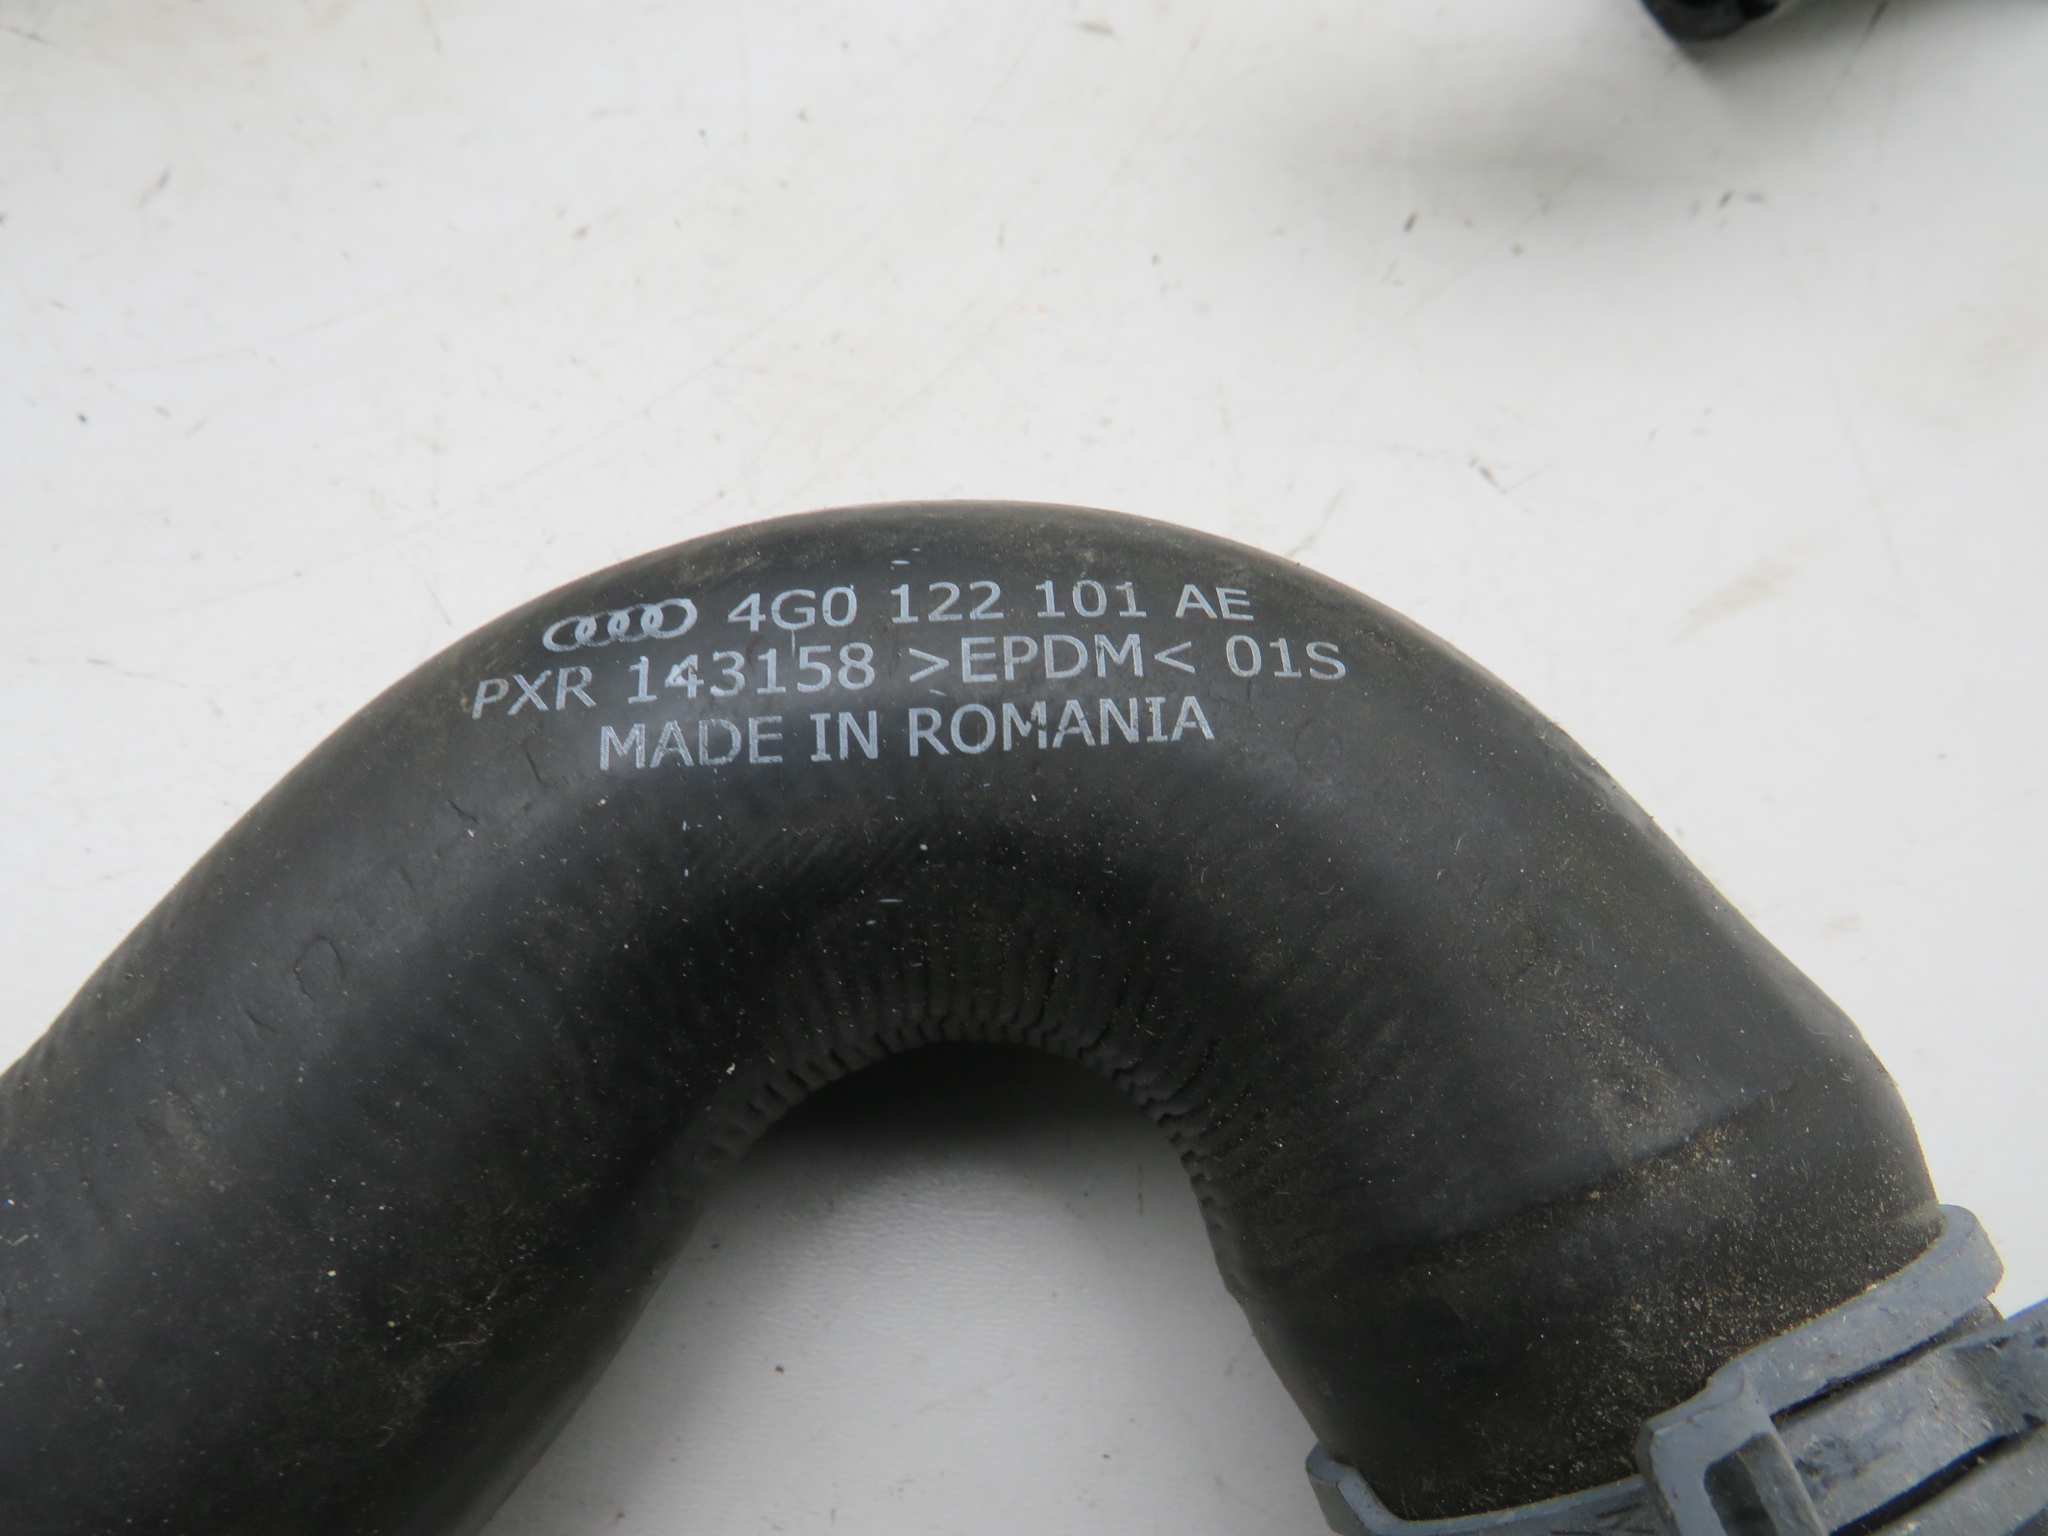 4G0 122 101 AE
PXR 143158 >EPDM< 01S
MADE IN ROMANIA